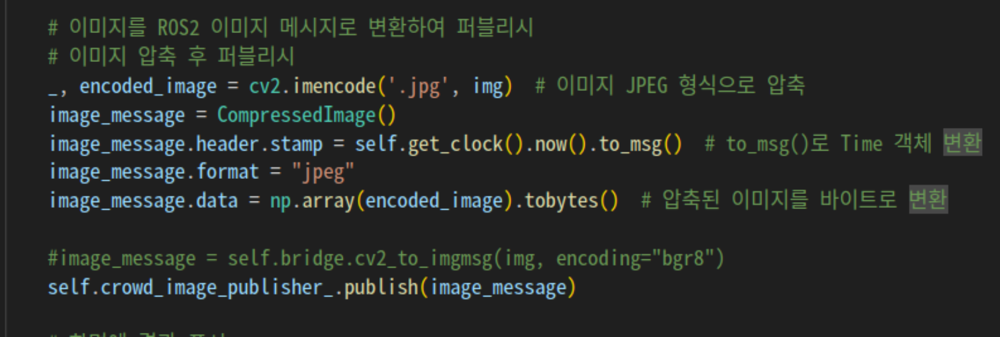 # 이미지를 ROS2 이미지 메시지로 변환하여 퍼블리시
# 이미지 압축 후 퍼블리시
_, encoded_image = cv2.imencode('.jpg', img)  # 이미지 JPEG 형식으로 압축
image_message = CompressedImage()
image_message.header.stamp = self.get_clock().now().to_msg()  # to_msg()로 Time 객체 변환
image_message.format = "jpeg"
image_message.data = np.array(encoded_image).tobytes()  # 압축된 이미지를 바이트로 변환
#image_message = self.bridge.cv2_to_imgmsg(img, encoding="bgr8")
self.crowd_image_publisher_.publish(image_message)